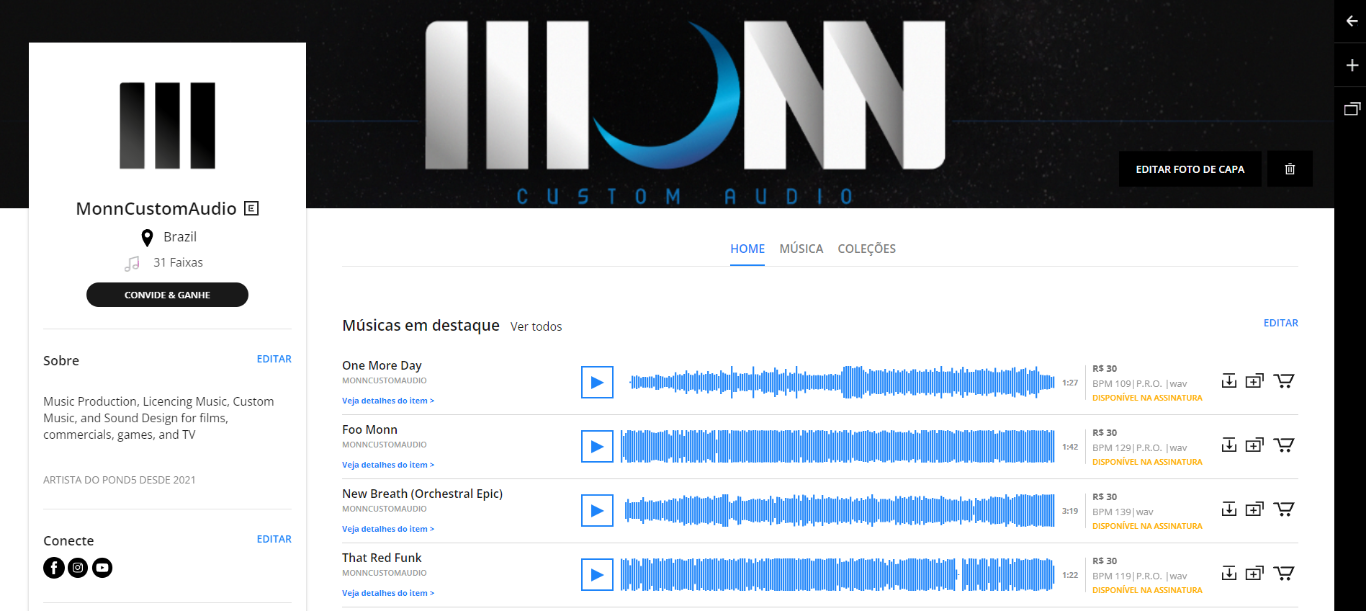 MONN
CUSTOM AUDIO
EDITAR FOTO DE CAPA
MonnCustomAudio E
Brazil
31 Faixas
CONVIDE & GANHE
Sobre EDITAR
Music Production, Licencing Music, Custom
Music, and Sound Design for films,
commercials, games, and TV
ARTISTA DO POND5 DESDE 2021
Conecte EDITAR
HOME MÚSICA COLEÇÕES
Músicas em destaque Ver todos EDITAR
One More Day
MONNCUSTOMAUDIO
Veja detalhes do item >
1:27
R$ 30
BPM 109|P.R.O. |wav
DISPONÍVEL NA ASSINATURA
Foo Monn
MONNCUSTOMAUDIO
Veja detalhes do item >
1:42
R$ 30
BPM 129|P.R.O. |wav
DISPONÍVEL NA ASSINATURA
New Breath (Orchestral Epic)
MONNCUSTOMAUDIO
Veja detalhes do item >
3:19
R$ 30
BPM 139|wav
DISPONÍVEL NA ASSINATURA
That Red Funk
MONNCUSTOMAUDIO
Veja detalhes do item >
1:22
R$ 30
BPM 119|P.R.O. |wav
DISPONÍVEL NA ASSINATURA